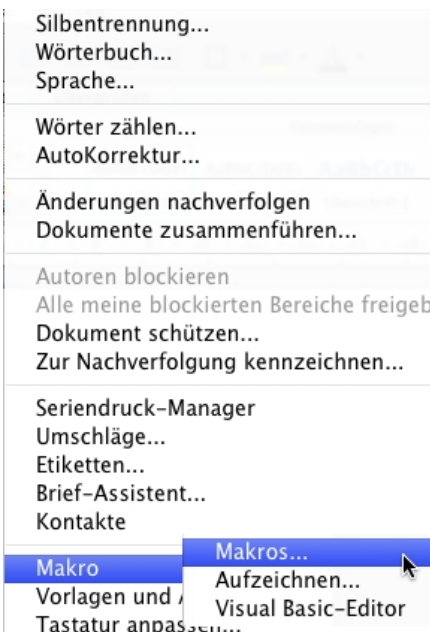 Silbentrennung...
Wörterbuch...
Sprache...
Wörter zählen...
AutoKorrektur...
Änderungen nachverfolgen
Dokumente zusammenführen...
Autoren blockieren
Alle meine blockierten Bereiche freigeb
Dokument schützen...
Zur Nachverfolgung kennzeichnen...
Seriendruck-Manager
Umschläge...
Etiketten...
Brief-Assistent...
Kontakte
Makro
Vorlagen und
Tastatur anpassen...
Makros...
Aufzeichnen...
Visual Basic-Editor